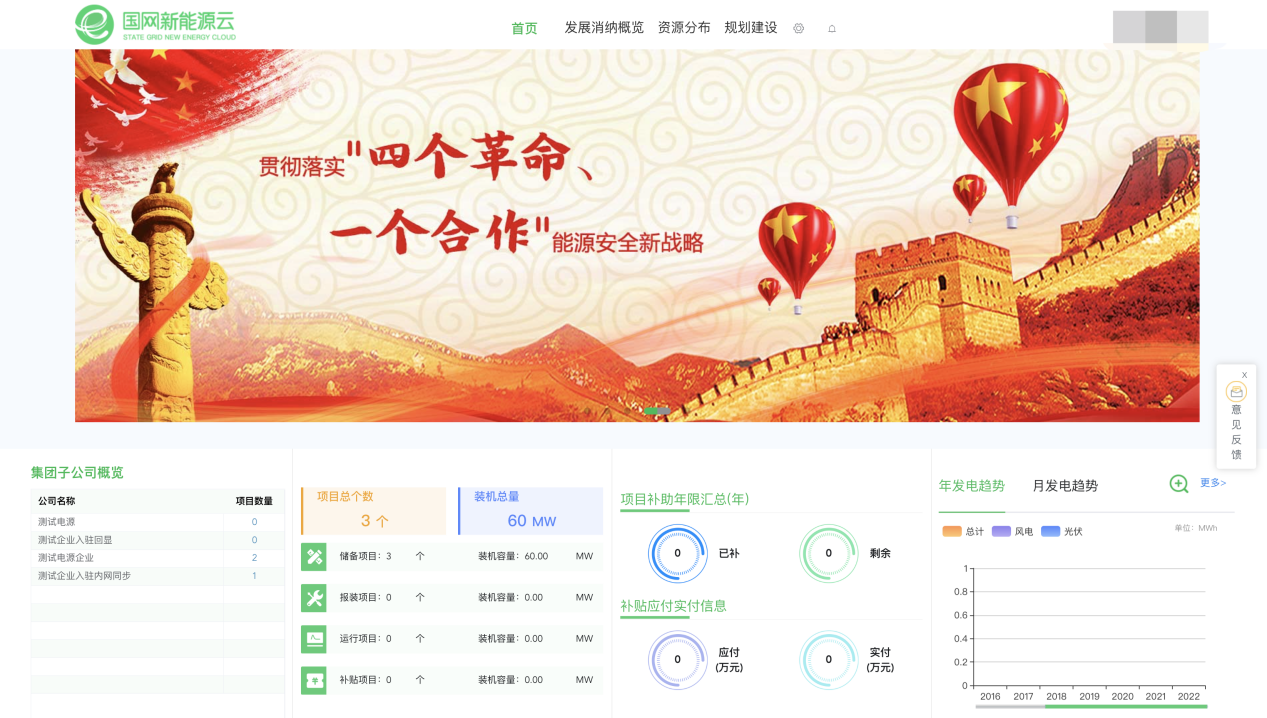 国网新能源云
STATE GRID NEW ENERGY CLOUD
首页 发展消纳概览 资源分布 规划建设
贯彻落实"四个革命、
一个合作"能源安全新战略
x
意
见
反
馈
集团子公司概览
公司名称 项目数量
测试电源 0
测试企业入驻回显 0
测试电源企业 2
测试企业入驻内网同步 1
项目总个数
3 个
装机总量
60 MW
储备项目：3 个 装机容量：60.00 MW
报装项目：0 个 装机容量：0.00 MW
运行项目：0 个 装机容量：0.00 MW
补贴项目：0 个 装机容量：0.00 MW
项目补助年限汇总(年)
0 已补
0 剩余
补贴应付实付信息
0 应付
(万元)
0 实付
(万元)
年发电趋势 月发电趋势 更多>
总计 风电 光伏 单位：MWh
1
0.8
0.6
0.4
0.2
0
2016 2017 2018 2019 2020 2021 2022